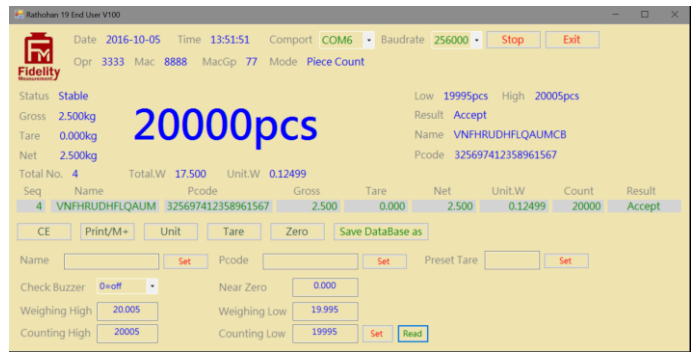 Rathohan 19 End User V100
Date 2016-10-05 Time 13:51:51 Comport COM6 Baudrate 256000 Stop Exit
Opr 3333 Mac 8888 MacGp 77 Mode Piece Count
Fidelity
Measurement
Status Stable
Gross 2.500kg
Tare 0.000kg
Net 2.500kg
20000pcs
Low 19995pcs High 20005pcs
Result Accept
Name VNFHRUDHFLQAUMCB
Pcode 325697412358961567
Total No. 4 Total.W 17.500 Unit.W 0.12499
Seq Name Pcode Gross Tare Net Unit.W Count Result
4 VNFHRUDHFLQAUM 325697412358961567 2.500 0.000 2.500 0.12499 20000 Accept
CE Print/M+ Unit Tare Zero Save DataBase as
Name Set Pcode Set Preset Tare Set
Check Buzzer 0=off Near Zero 0.000
Weighing High 20.005 Weighing Low 19.995
Counting High 20005 Counting Low 19995 Set Read